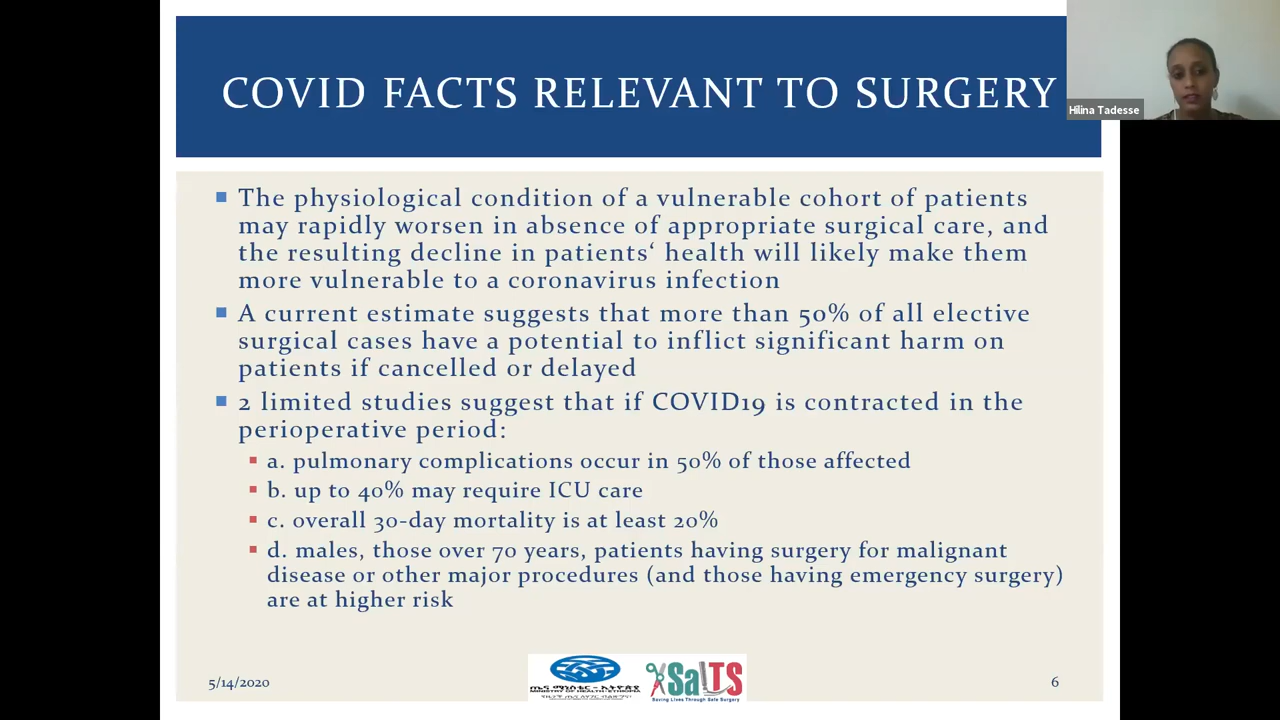 COVID FACTS RELEVANT TO SURGERY
Hilina Tadesse
The physiological condition of a vulnerable cohort of patients
may rapidly worsen in absence of appropriate surgical care, and
the resulting decline in patients‘ health will likely make them
more vulnerable to a coronavirus infection
A current estimate suggests that more than 50% of all elective
surgical cases have a potential to inflict significant harm on
patients if cancelled or delayed
2 limited studies suggest that if COVID19 is contracted in the
perioperative period:
a. pulmonary complications occur in 50% of those affected
b. up to 40% may require ICU care
c. overall 30-day mortality is at least 20%
d. males, those over 70 years, patients having surgery for malignant
disease or other major procedures (and those having emergency surgery)
are at higher risk
5/14/2020
ጤና ሚኒስቴር - ኢትዮጵያ
MINISTRY OF HEALTH-ETHIOPIA
SaLTS
Saving Lives Through Safe Surgery
6